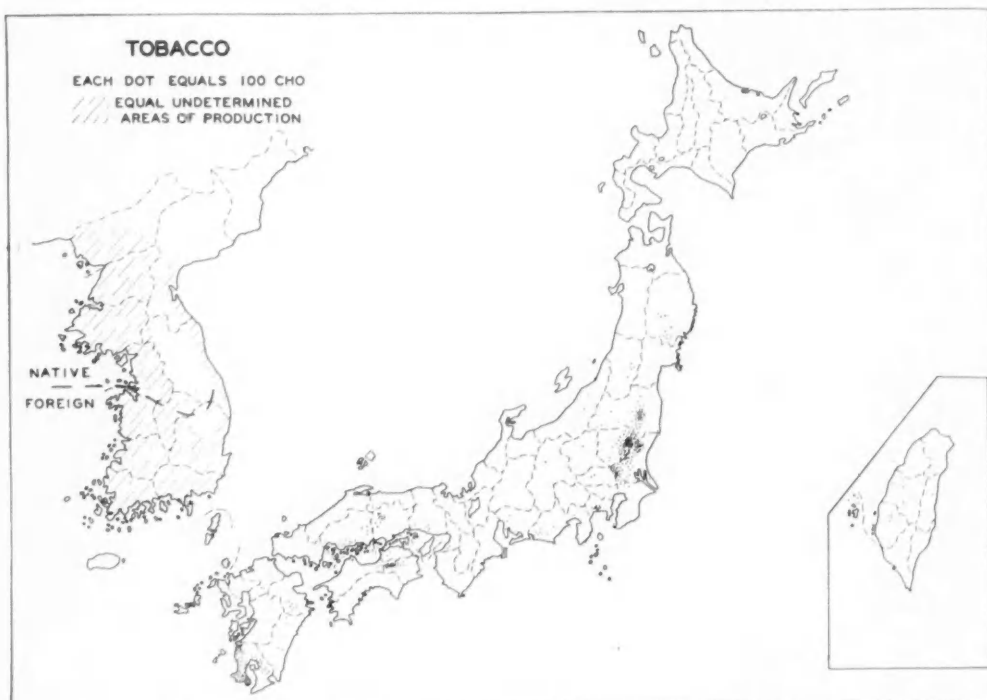 TOBACCO
EACH DOT EQUALS 100 CHO
EQUAL UNDETERMINED
AREAS OF PRODUCTION
NATIVE
FOREIGN